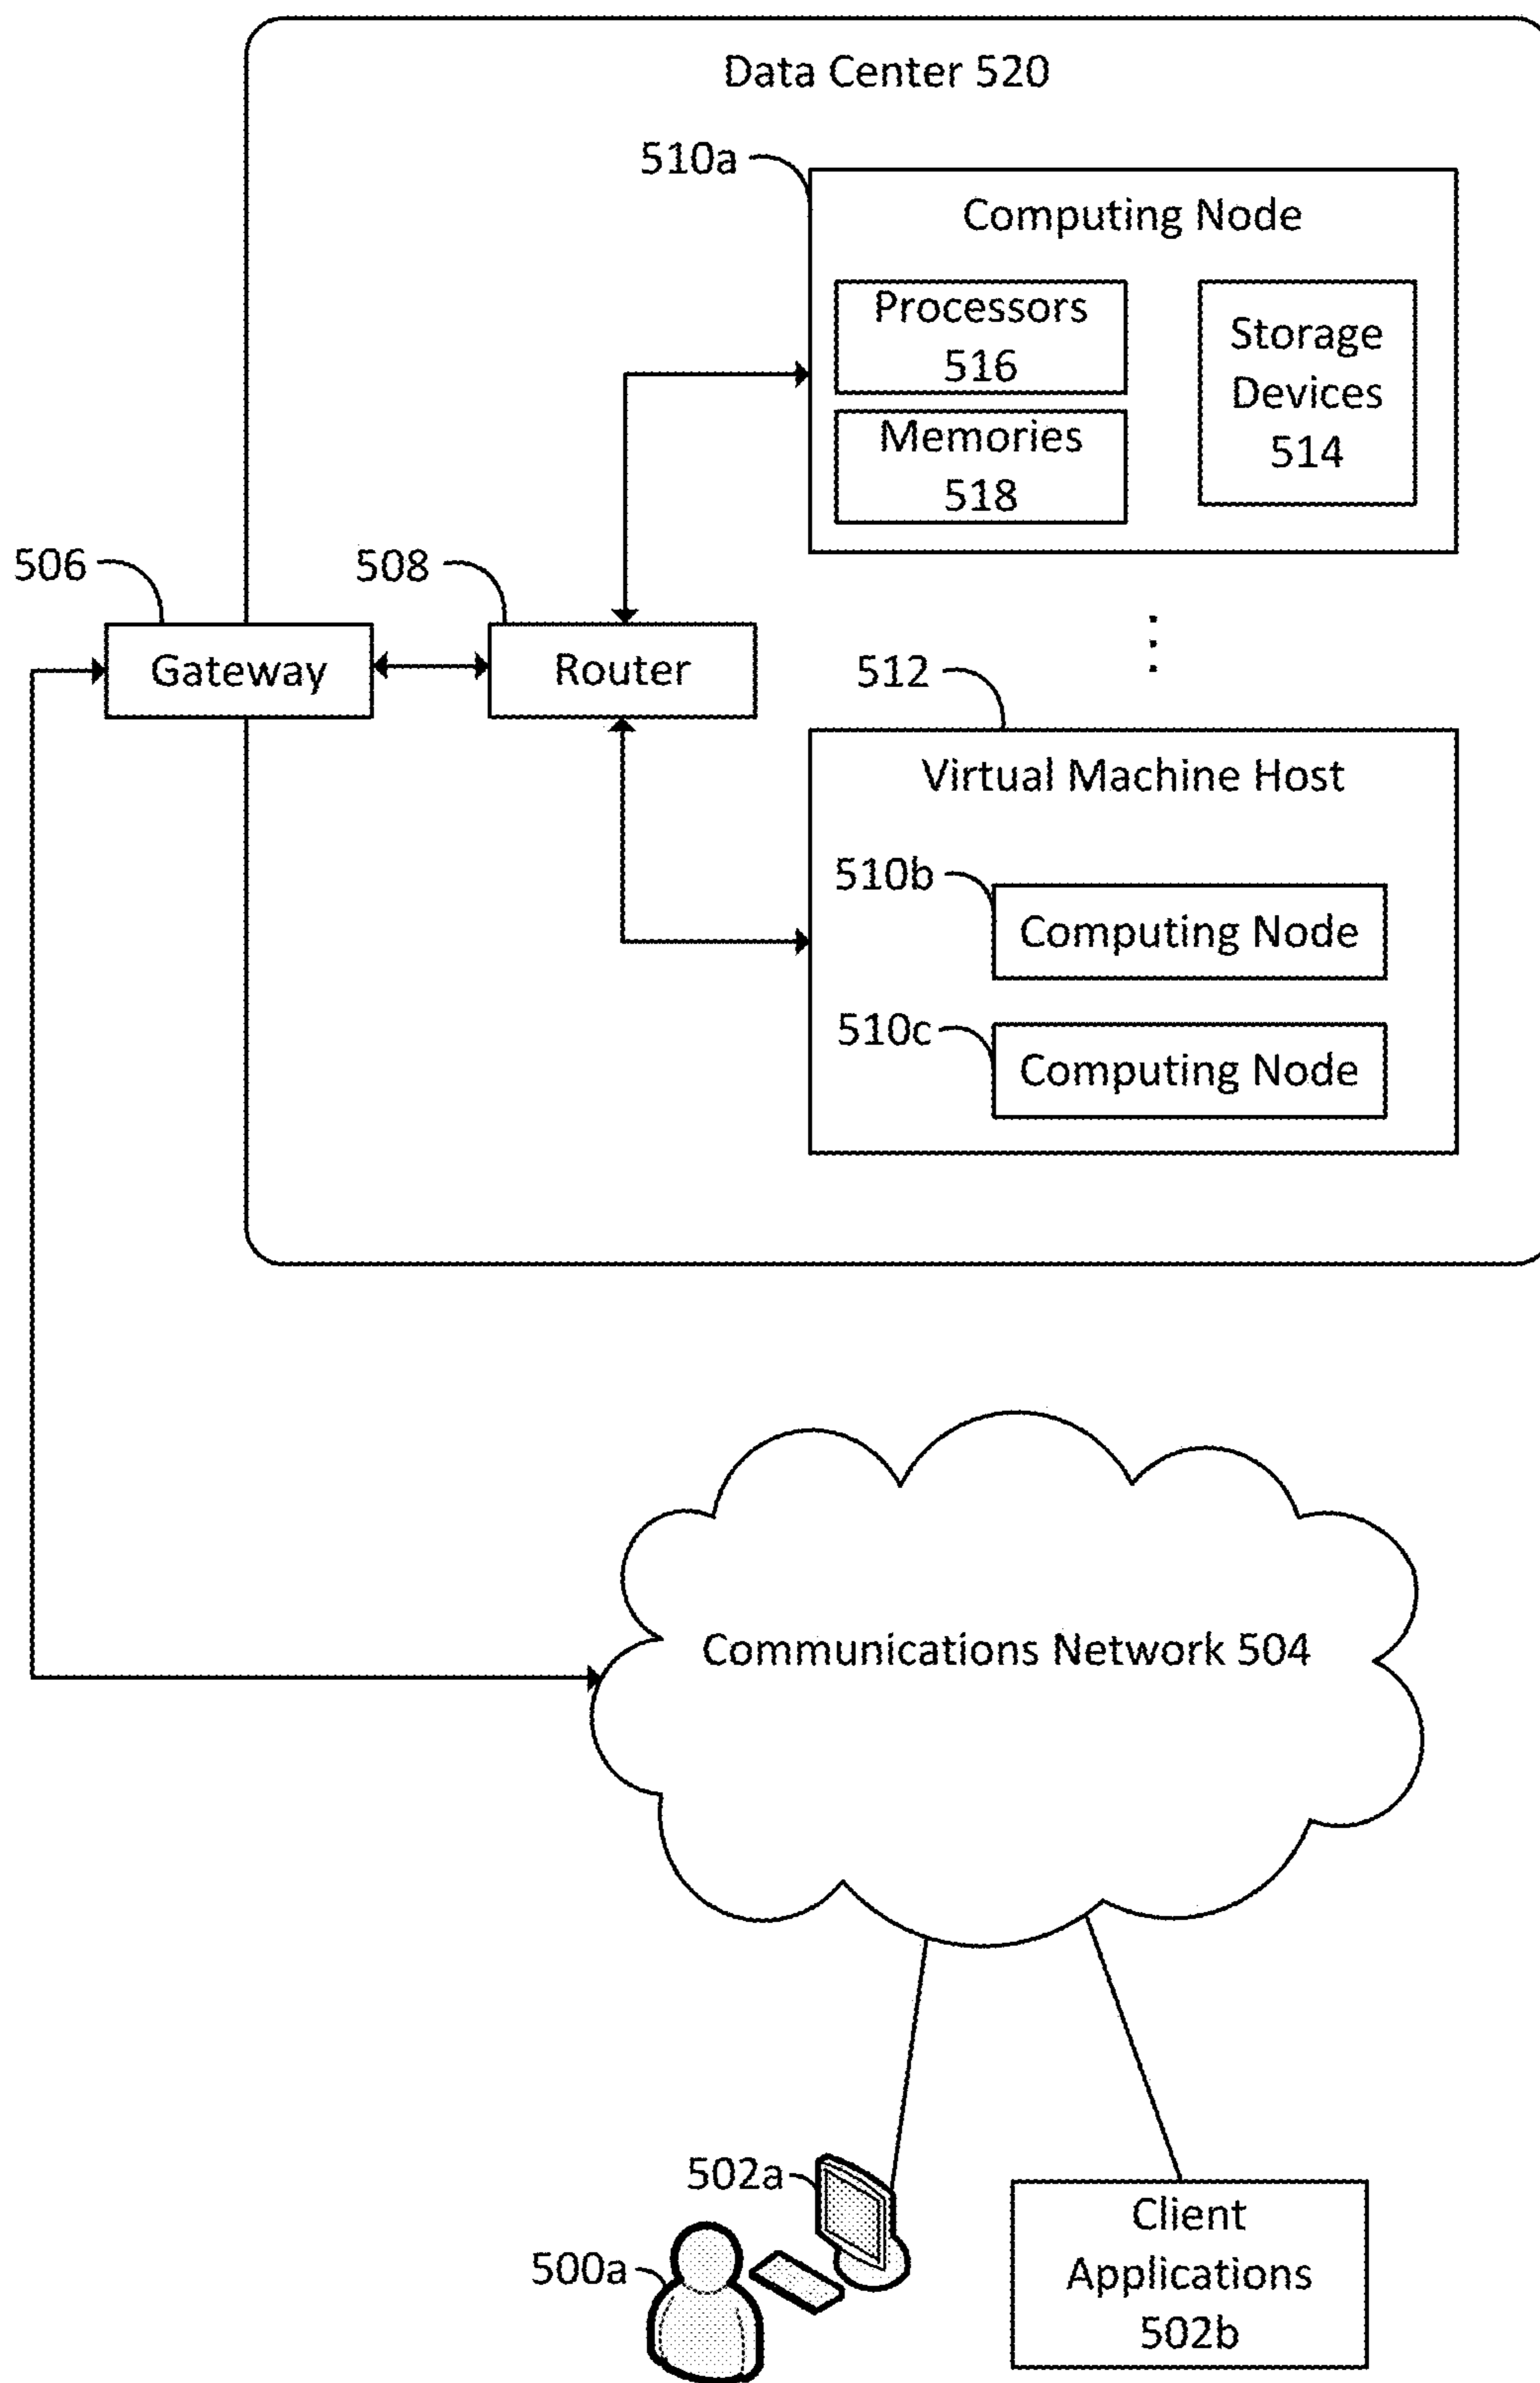 Data Center 520
510a
Computing Node
Processors
516
Memories
518
Storage
Devices
514
506
Gateway
508
Router
512
Virtual Machine Host
510b
Computing Node
510c
Computing Node
Communications Network 504
502a
500a
Client
Applications
502b